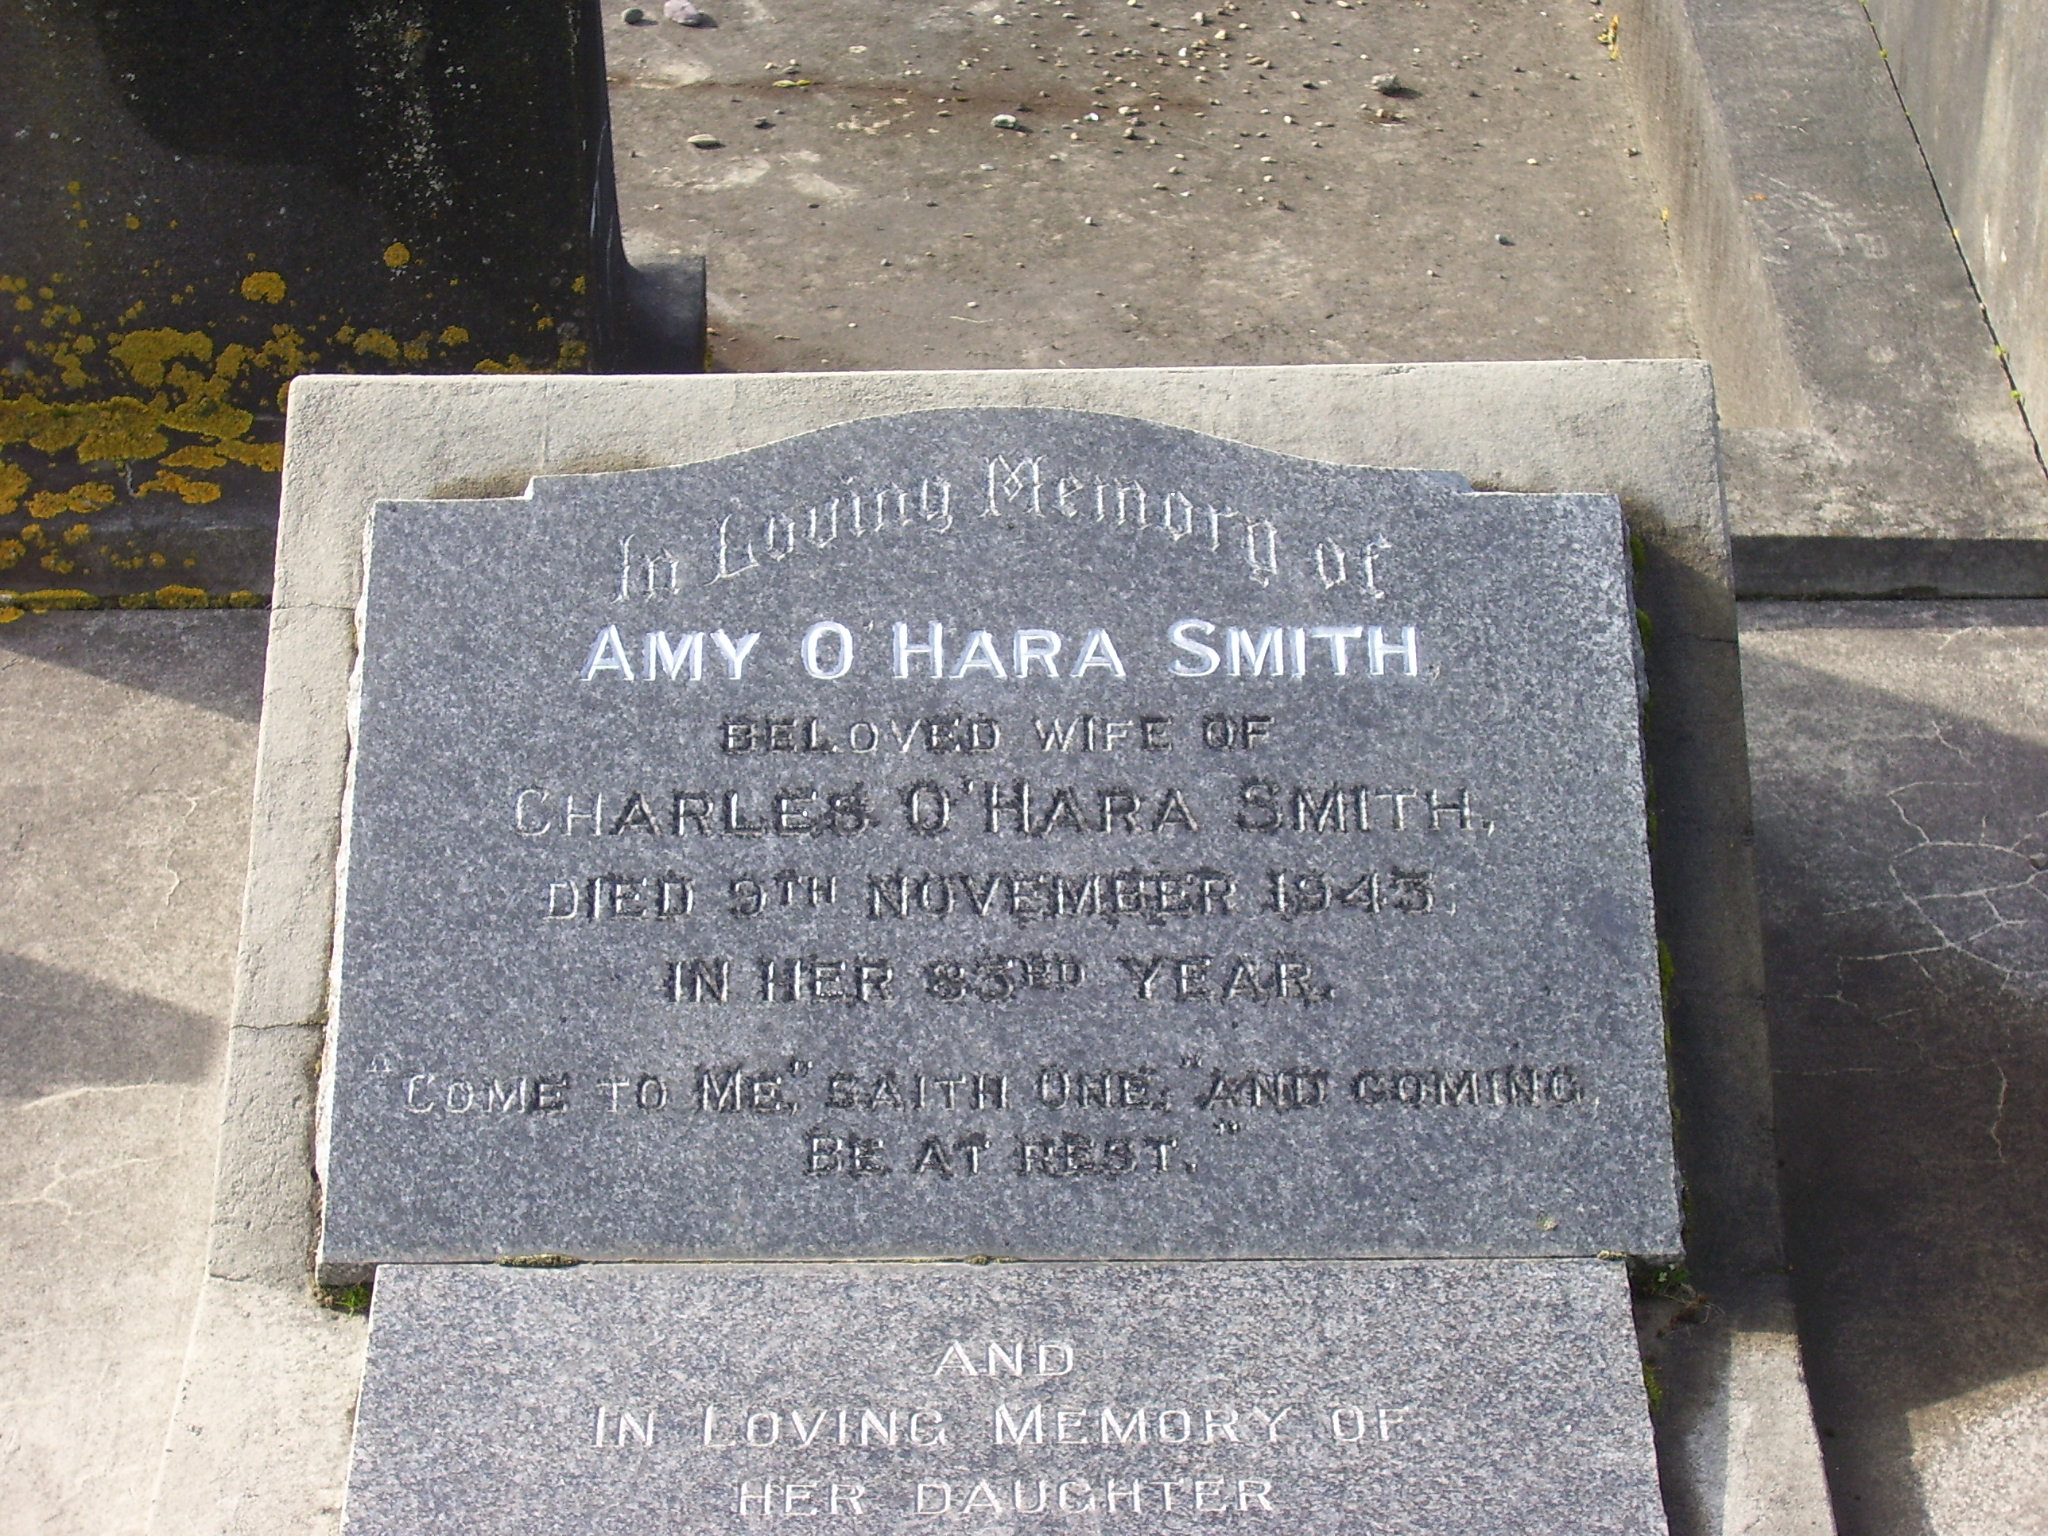 In Loving Memory of
AMY O'HARA SMITH
BELOVED WIFE OF
CHARLES O'HARA SMITH,
DIED 9TH NOVEMBER 1943,
IN HER 83RD YEAR.
"COME TO ME," SAITH ONE, "AND COMING,
BE AT REST."
AND
IN LOVING MEMORY OF
HER DAUGHTER